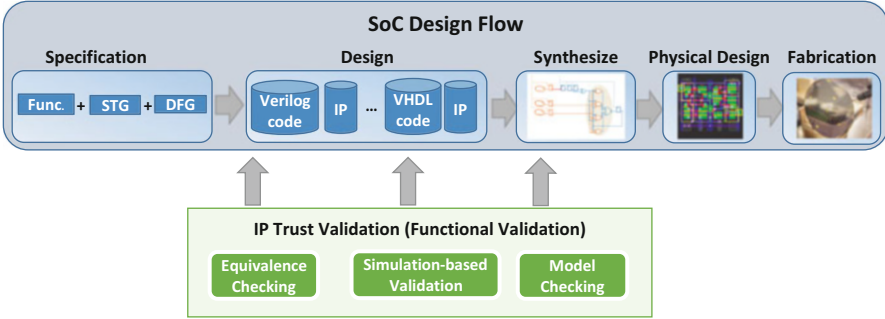 SoC Design Flow
Specification
Design
Synthesize
Physical Design
Fabrication
Func. + STG + DFG
Verilog code
IP
...
VHDL code
IP
IP Trust Validation (Functional Validation)
Equivalence Checking
Simulation-based Validation
Model Checking